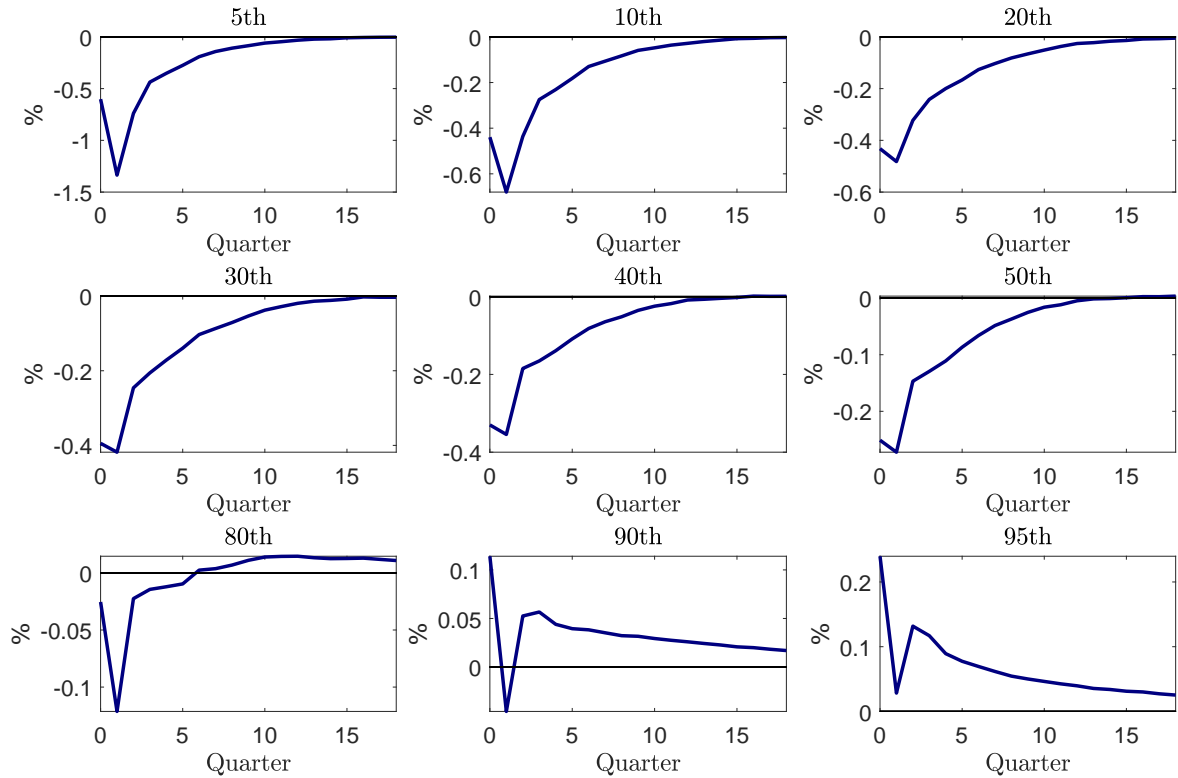 5th 10th 20th
0 0 0
-0.5 -0.2 -0.2
% % %
-1 -0.4 -0.4
-1.5 -0.6 -0.6
0 5 10 15 0 5 10 15 0 5 10 15
Quarter Quarter Quarter
30th 40th 50th
0 0 0
-0.2 -0.2 -0.1
% % %
-0.4 -0.4 -0.2
0 5 10 15 0 5 10 15 0 5 10 15
Quarter Quarter Quarter
80th 90th 95th
0 0.1 0.2
-0.05 0.05 0.1
% % %
-0.1 0 0
0 5 10 15 0 5 10 15 0 5 10 15
Quarter Quarter Quarter